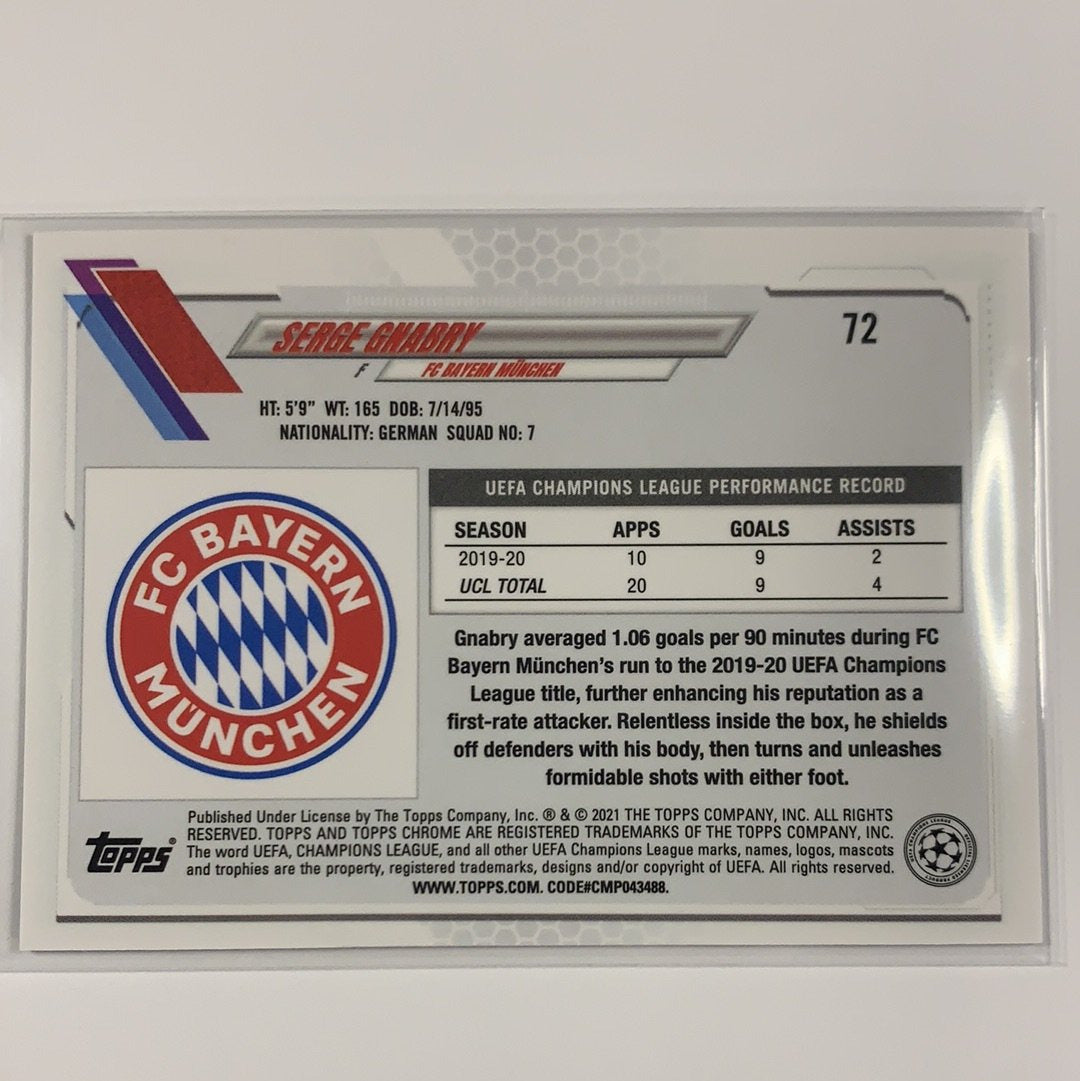 SERGE GNABRY
72
F FC BAYERN MÜNCHEN
HT: 5'9" WT: 165 DOB: 7/14/95
NATIONALITY: GERMAN SQUAD NO: 7
FC BAYERN
MÜNCHEN
UEFA CHAMPIONS LEAGUE PERFORMANCE RECORD
SEASON APPS GOALS ASSISTS
2019-20 10 9 2
UCL TOTAL 20 9 4
Gnabry averaged 1.06 goals per 90 minutes during FC
Bayern München's run to the 2019-20 UEFA Champions
League title, further enhancing his reputation as a
first-rate attacker. Relentless inside the box, he shields
off defenders with his body, then turns and unleashes
formidable shots with either foot.
Topps®
Published Under License by The Topps Company, Inc. ® & © 2021 THE TOPPS COMPANY, INC. ALL RIGHTS
RESERVED. TOPPS AND TOPPS CHROME ARE REGISTERED TRADEMARKS OF THE TOPPS COMPANY, INC.
The word UEFA, CHAMPIONS LEAGUE, and all other UEFA Champions League marks, names, logos, mascots
and trophies are the property, registered trademarks, designs and/or copyright of UEFA. All rights reserved.
WWW.TOPPS.COM. CODE#CMP043488.